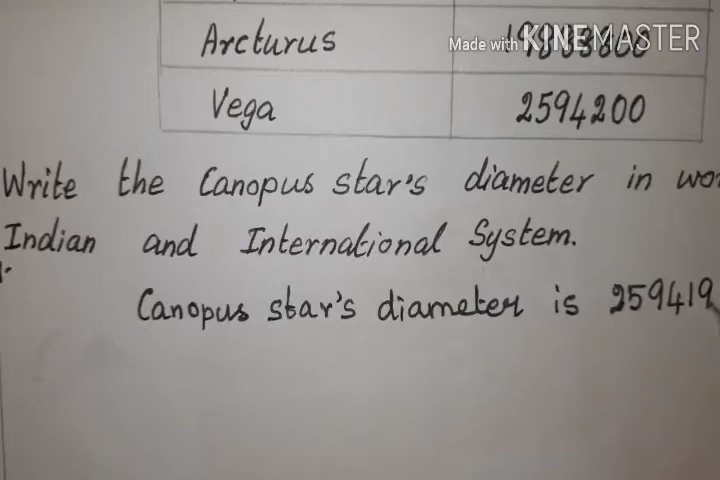 Arcturus
Made with KINEMASTER
Vega 2594200
Write the Canopus star's diameter in
Indian and International System.
Canopus star's diameter is 259419